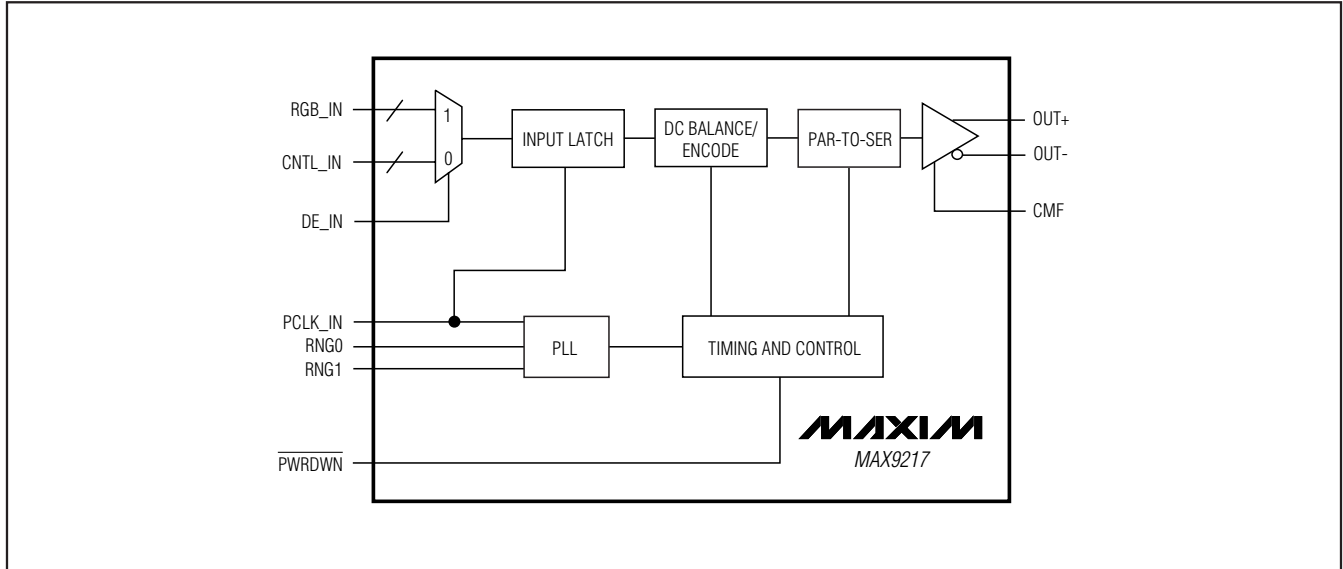 RGB_IN
1
OUT+
INPUT LATCH
DC BALANCE/
ENCODE
PAR-TO-SER
OUT-
CNTL_IN
0
CMF
DE_IN
PCLK_IN
RNG0
RNG1
PLL
TIMING AND CONTROL
MAXIM
MAX9217
PWRDWN